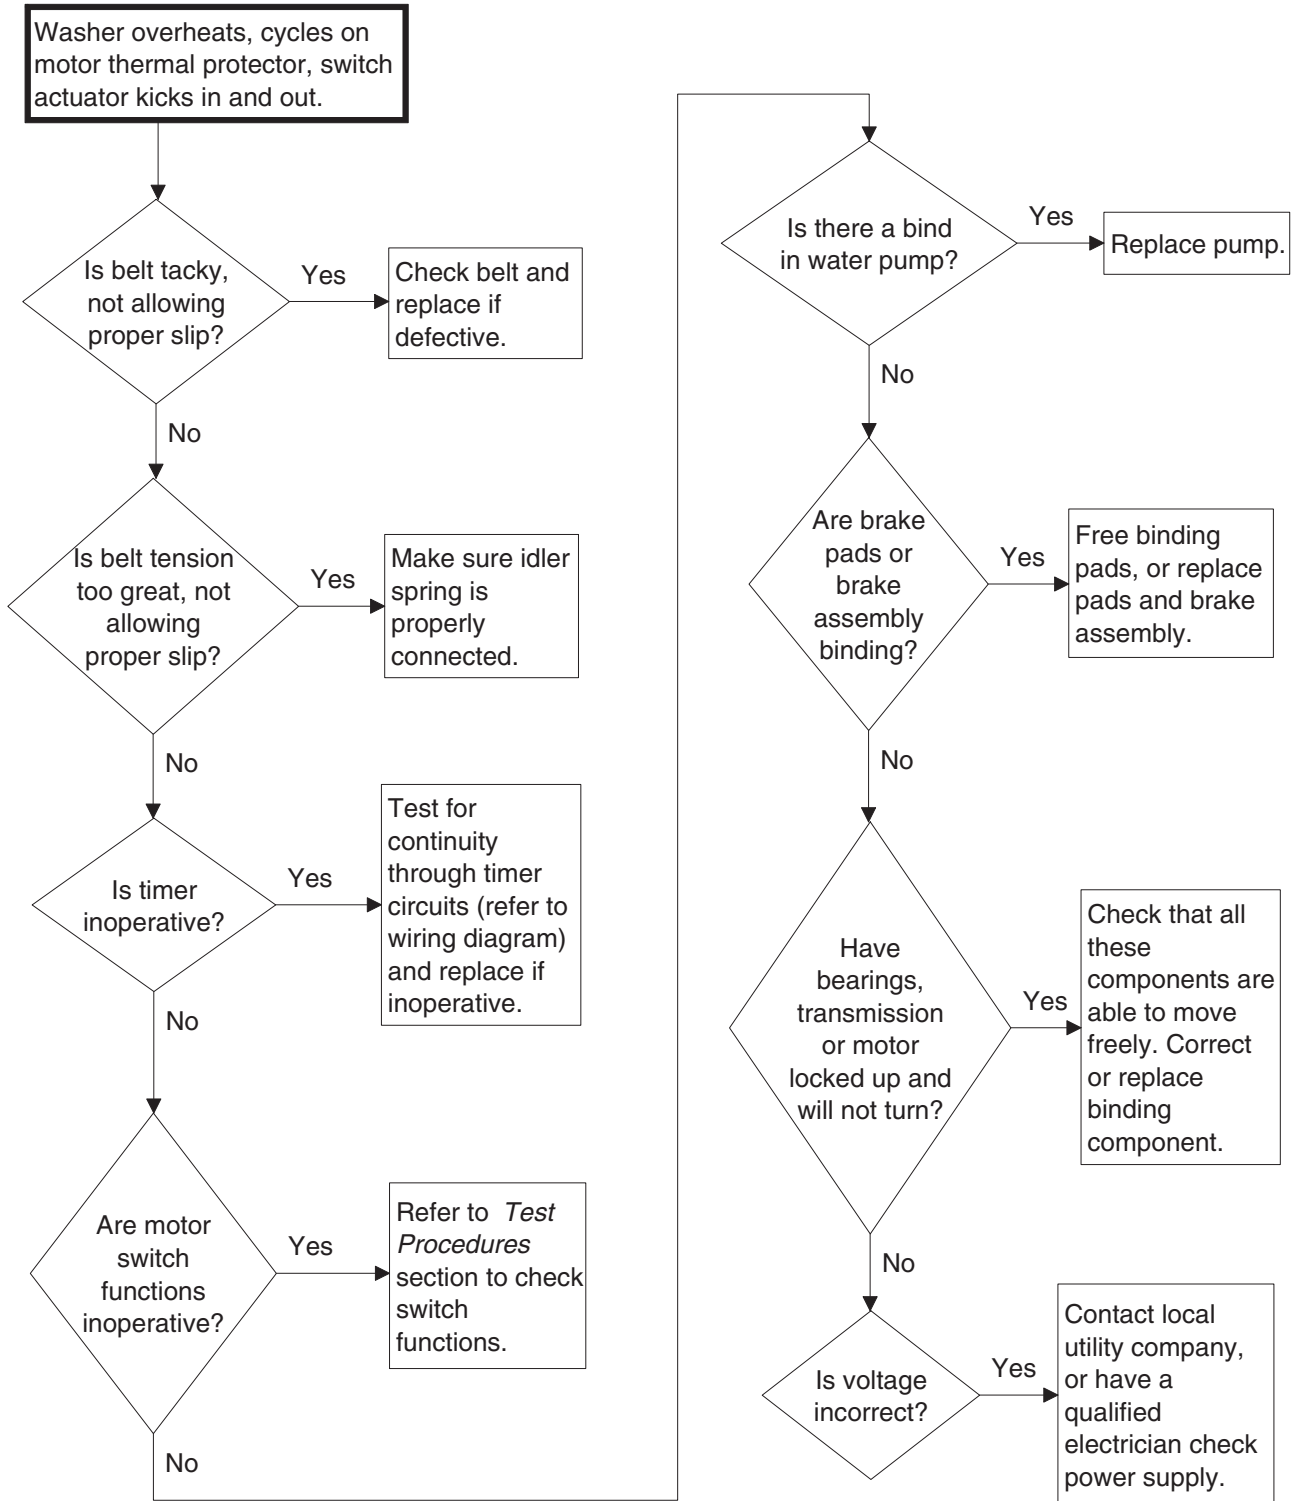 Washer overheats, cycles on
motor thermal protector, switch
actuator kicks in and out.
Is belt tacky,
not allowing
proper slip?
Yes
Check belt and
replace if
defective.
No
Is belt tension
too great, not
allowing
proper slip?
Yes
Make sure idler
spring is
properly
connected.
No
Is timer
inoperative?
Yes
Test for
continuity
through timer
circuits (refer to
wiring diagram)
and replace if
inoperative.
No
Are motor
switch
functions
inoperative?
Yes
Refer to Test
Procedures
section to check
switch
functions.
No
Is there a bind
in water pump?
Yes
Replace pump.
No
Are brake
pads or
brake
assembly
binding?
Yes
Free binding
pads, or replace
pads and brake
assembly.
No
Have
bearings,
transmission
or motor
locked up and
will not turn?
Yes
Check that all
these
components are
able to move
freely. Correct
or replace
binding
component.
No
Is voltage
incorrect?
Yes
Contact local
utility company,
or have a
qualified
electrician check
power supply.